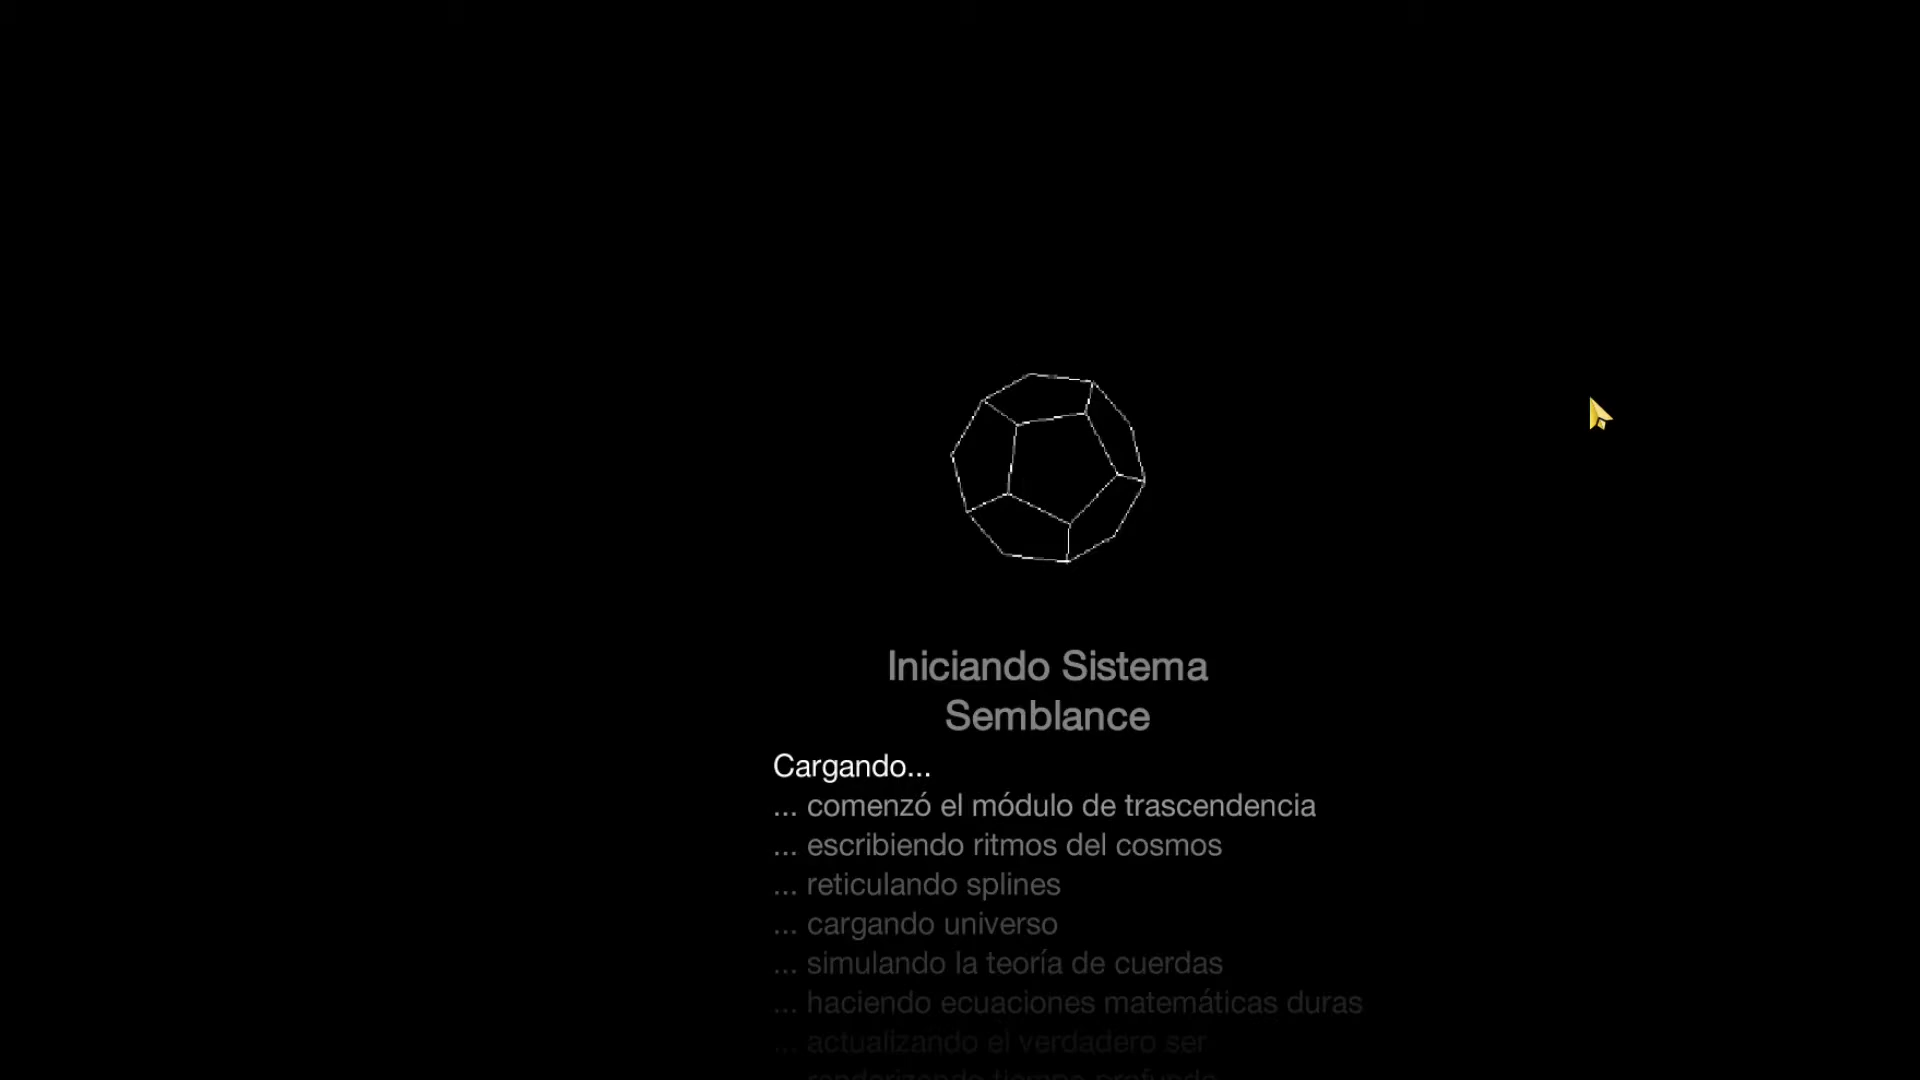 Iniciando Sistema
Semblance
Cargando...
... comenzó el módulo de trascendencia
... escribiendo ritmos del cosmos
... reticulando splines
... cargando universo
... simulando la teoría de cuerdas
... haciendo ecuaciones matemáticas duras
... actualizando el verdadero ser